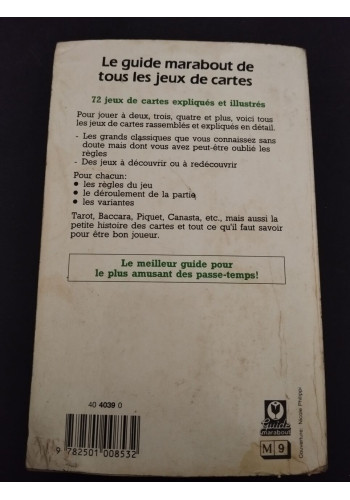 Le guide marabout de
tous les jeux de cartes
72 jeux de cartes expliqués et illustrés
Pour jouer à deux, trois, quatre et plus, voici tous
les jeux de cartes rassemblés et expliqués en détail.
- Les grands classiques que vous connaissez sans
doute mais dont vous avez peut-être oublié les
règles
- Des jeux à découvrir ou à redécouvrir
Pour chacun:
● les règles du jeu
● le déroulement de la partie
● les variantes
Tarot, Baccara, Piquet, Canasta, etc., mais aussi la
petite histoire des cartes et tout ce qu'il faut savoir
pour être bon joueur.
Le meilleur guide pour
le plus amusant des passe-temps!
40 4039 0
9 782501 008532
Guide
marabout
M 9
Couverture: Nicole Philippi